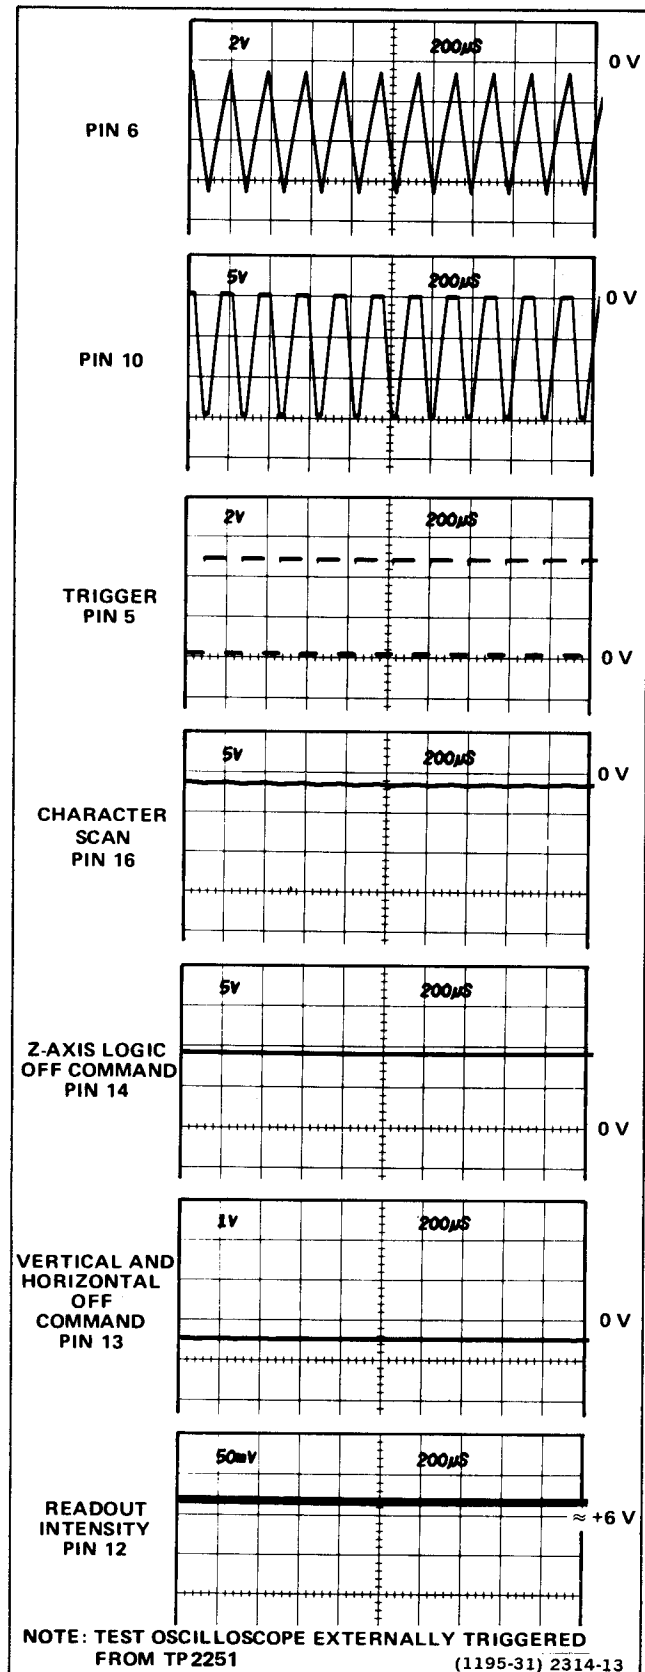 2V 200µS 0 V
PIN 6
5V 200µS 0 V
PIN 10
2V 200µS
TRIGGER
PIN 5
0 V
5V 200µS 0 V
CHARACTER
SCAN
PIN 16
5V 200µS
Z-AXIS LOGIC
OFF COMMAND
PIN 14
0 V
1V 200µS
VERTICAL AND
HORIZONTAL
OFF
COMMAND
PIN 13
0 V
50mV 200µS
READOUT
INTENSITY
PIN 12
≈ +6 V
NOTE: TEST OSCILLOSCOPE EXTERNALLY TRIGGERED
FROM TP2251
(1195-31) 2314-13